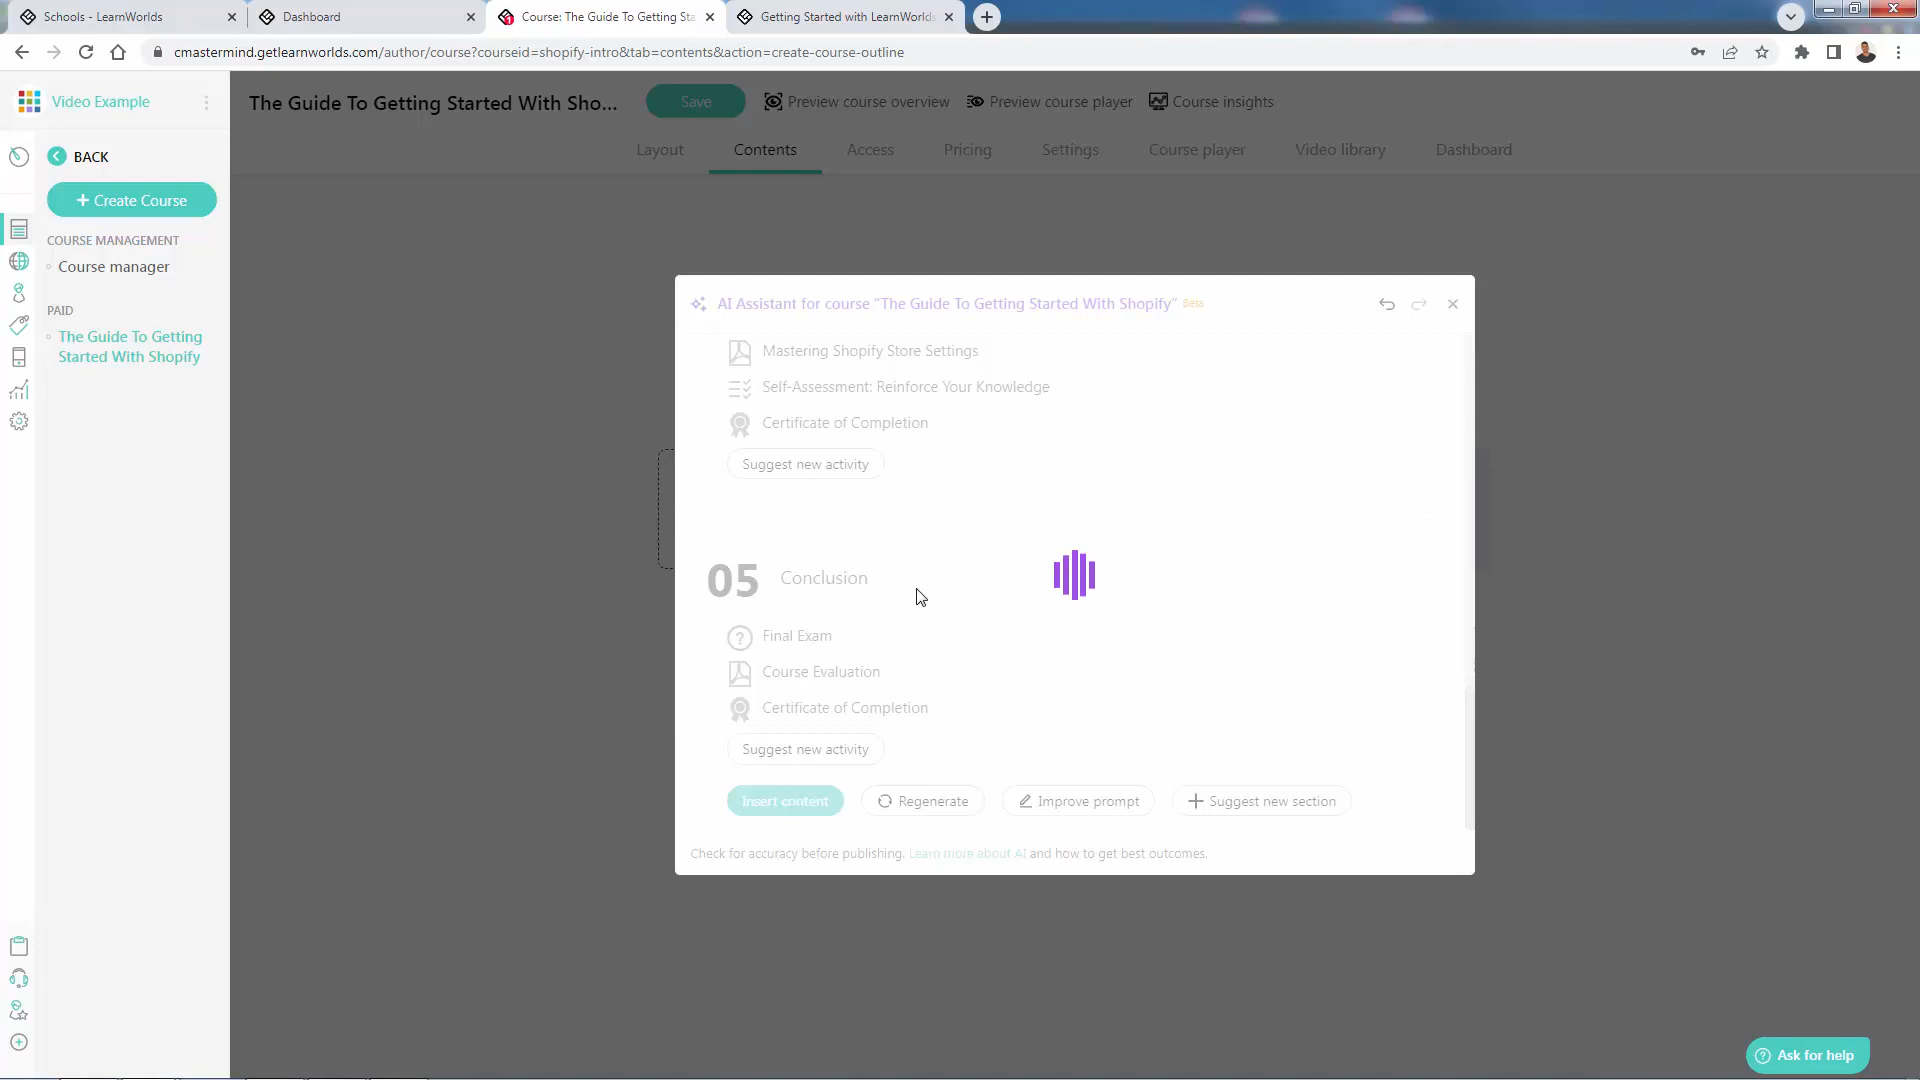 Schools - LearnWorlds
Dashboard
Course: The Guide To Getting Sta
Getting Started with LearnWorlds
cmastermind.getlearnworlds.com/author/course?courseid=shopify-intro&tab=contents&action=create-course-outline
Video Example
The Guide To Getting Started With Sho...
Save
Preview course overview
Preview course player
Course insights
BACK
Layout
Contents
Access
Pricing
Settings
Course player
Video library
Dashboard
+ Create Course
COURSE MANAGEMENT
Course manager
PAID
The Guide To Getting
Started With Shopify
AI Assistant for course “The Guide To Getting Started With Shopify” Beta
Mastering Shopify Store Settings
Self-Assessment: Reinforce Your Knowledge
Certificate of Completion
Suggest new activity
05 Conclusion
Final Exam
Course Evaluation
Certificate of Completion
Suggest new activity
Insert content
Regenerate
Improve prompt
+ Suggest new section
Check for accuracy before publishing. Learn more about AI and how to get best outcomes.
Ask for help